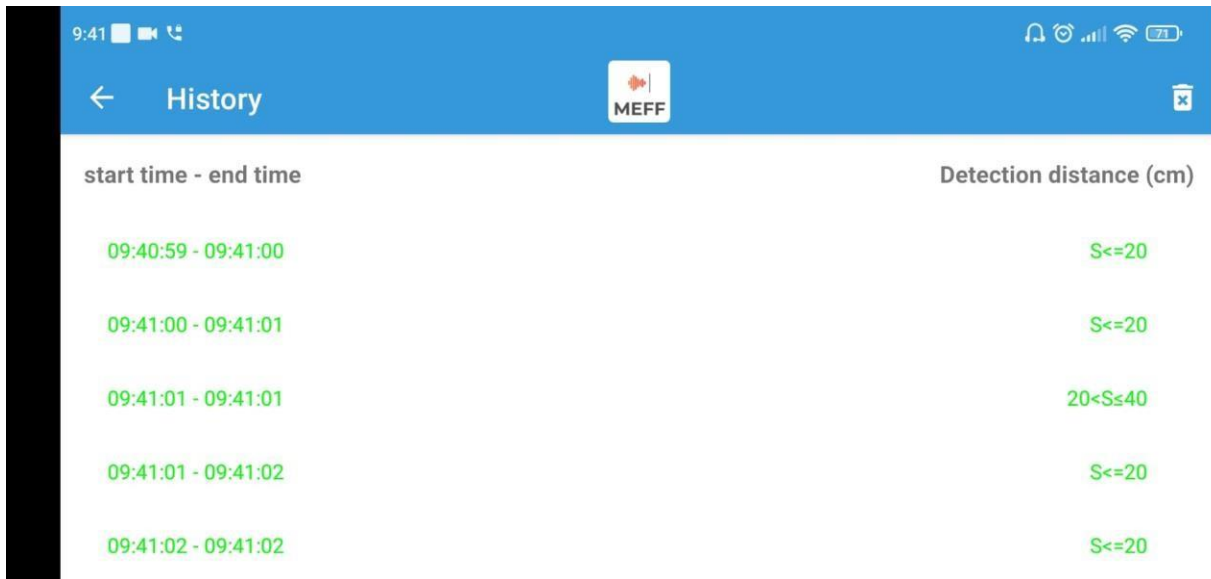 9:41 71
History MEFF
start time - end time Detection distance (cm)
09:40:59 - 09:41:00 S<=20
09:41:00 - 09:41:01 S<=20
09:41:01 - 09:41:01 20<S≤40
09:41:01 - 09:41:02 S<=20
09:41:02 - 09:41:02 S<=20